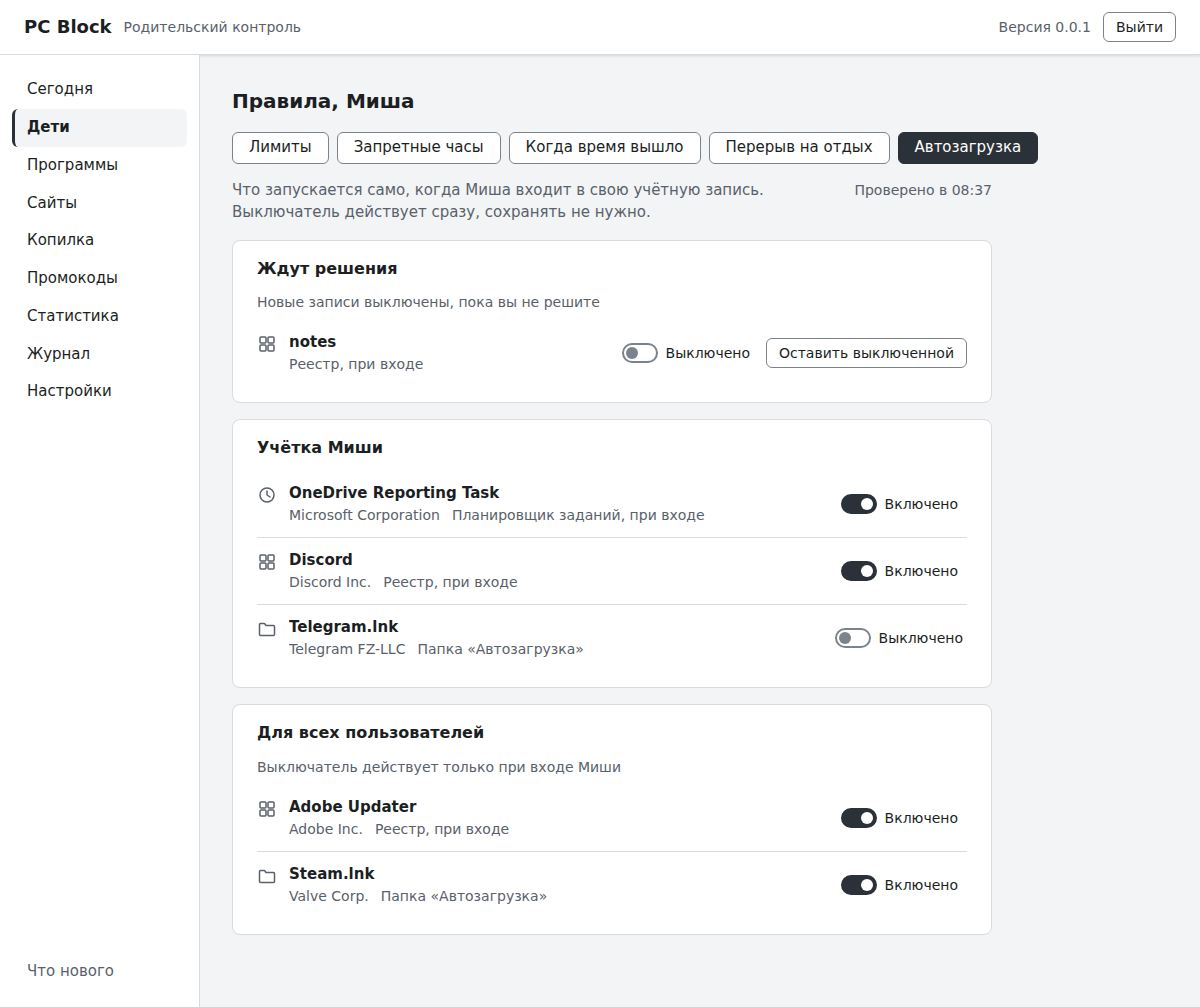 PC Block Родительский контроль Версия 0.0.1 Выйти
Сегодня
Дети
Программы
Сайты
Копилка
Промокоды
Статистика
Журнал
Настройки
Что нового
Правила, Миша
Лимиты Запретные часы Когда время вышло Перерыв на отдых Автозагрузка
Что запускается само, когда Миша входит в свою учётную запись. Проверено в 08:37
Выключатель действует сразу, сохранять не нужно.
Ждут решения
Новые записи выключены, пока вы не решите
notes
Реестр, при входе
Выключено Оставить выключенной
Учётка Миши
OneDrive Reporting Task
Microsoft Corporation Планировщик заданий, при входе
Включено
Discord
Discord Inc. Реестр, при входе
Включено
Telegram.lnk
Telegram FZ-LLC Папка «Автозагрузка»
Выключено
Для всех пользователей
Выключатель действует только при входе Миши
Adobe Updater
Adobe Inc. Реестр, при входе
Включено
Steam.lnk
Valve Corp. Папка «Автозагрузка»
Включено